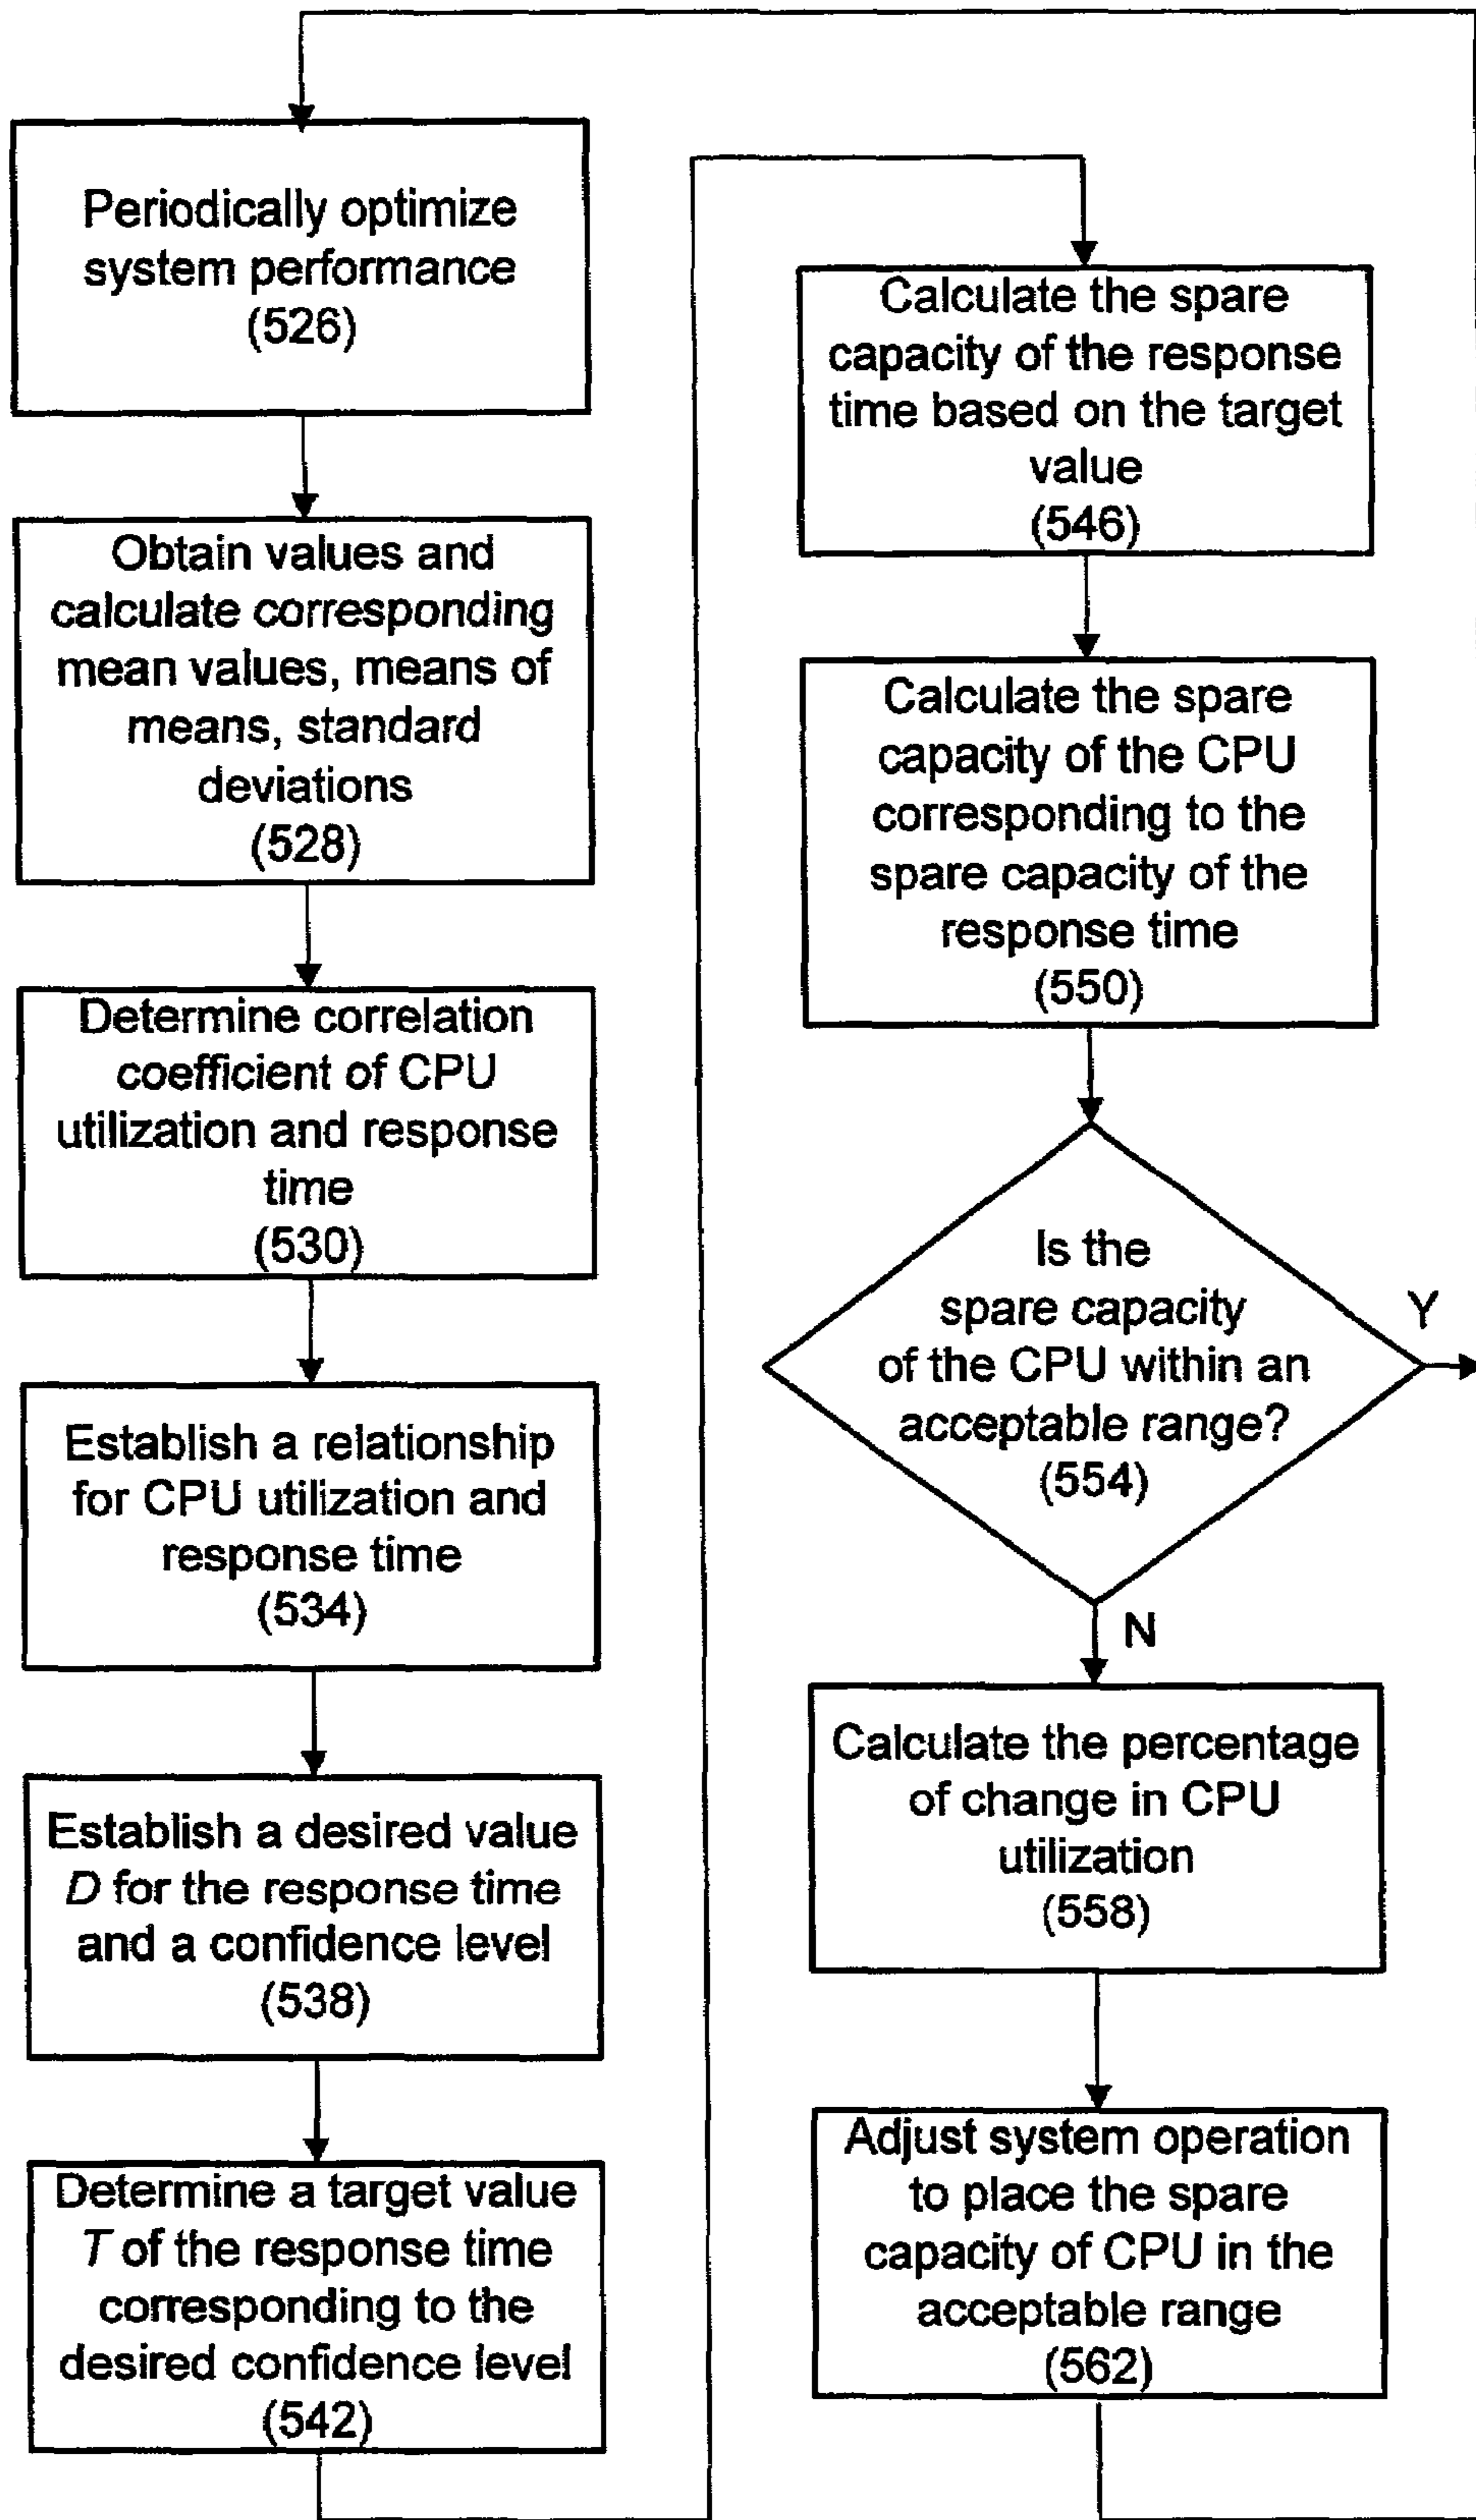 Periodically optimize
system performance
(526)
Obtain values and
calculate corresponding
mean values, means of
means, standard
deviations
(528)
Determine correlation
coefficient of CPU
utilization and response
time
(530)
Establish a relationship
for CPU utilization and
response time
(534)
Establish a desired value
D for the response time
and a confidence level
(538)
Determine a target value
T of the response time
corresponding to the
desired confidence level
(542)
Calculate the spare
capacity of the response
time based on the target
value
(546)
Calculate the spare
capacity of the CPU
corresponding to the
spare capacity of the
response time
(550)
Is the
spare capacity
of the CPU within an
acceptable range?
(554)
Y
N
Calculate the percentage
of change in CPU
utilization
(558)
Adjust system operation
to place the spare
capacity of CPU in the
acceptable range
(562)